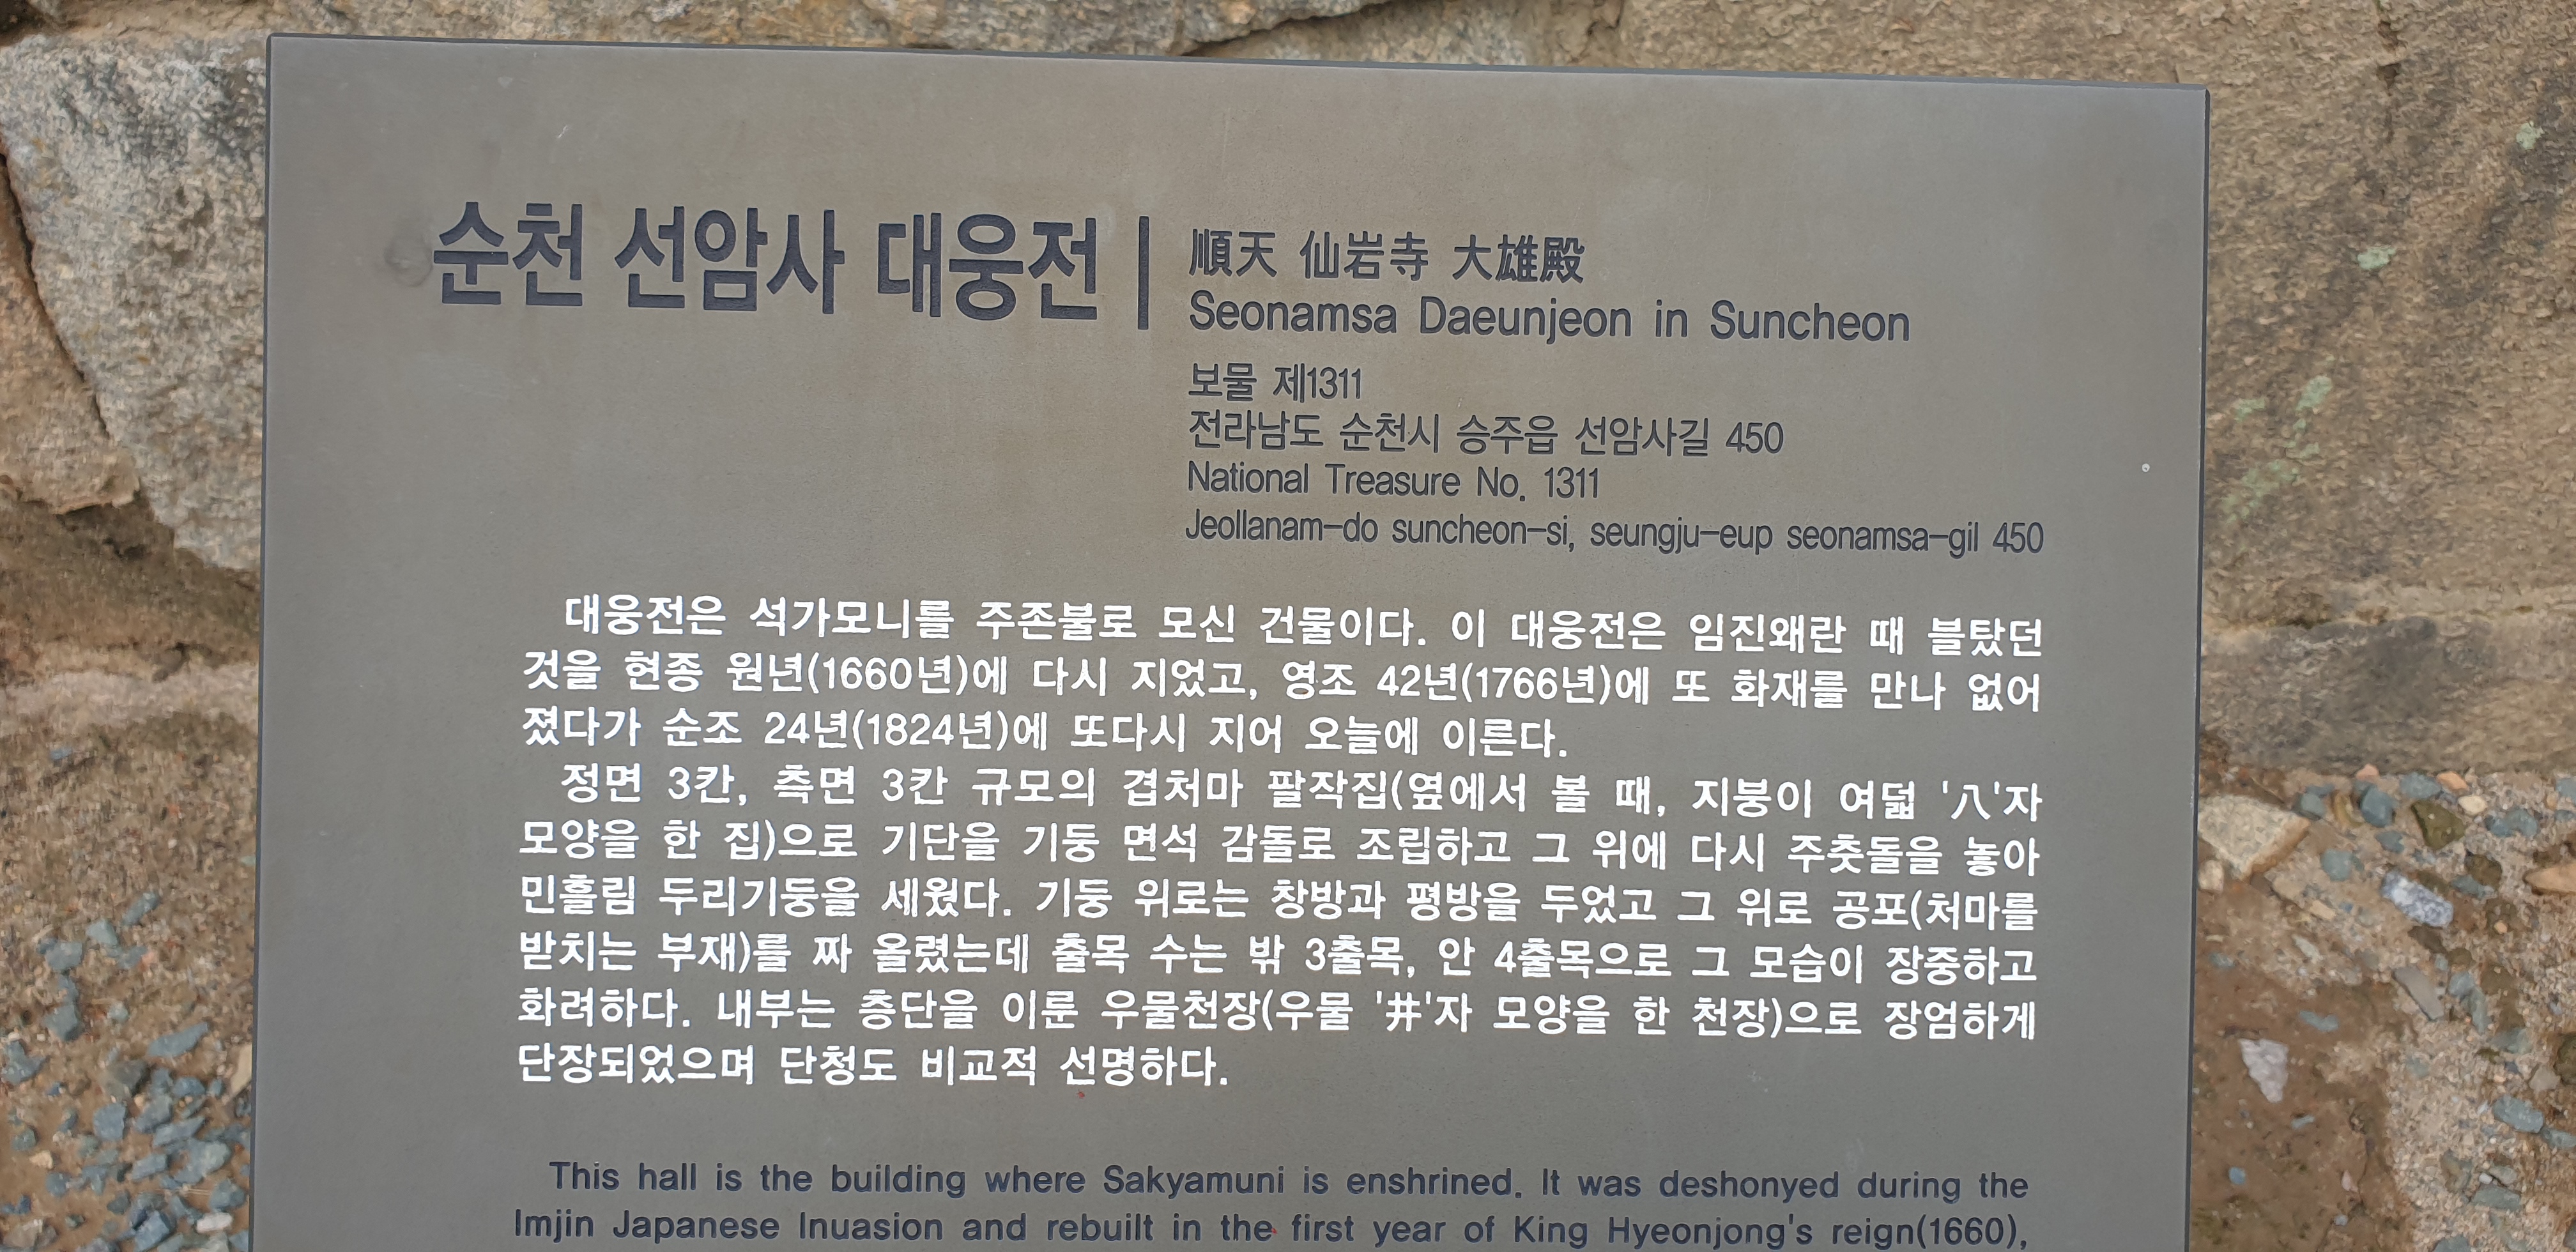 순천 선암사 대웅전
順天 仙岩寺 大雄殿
Seonamsa Daeunjeon in Suncheon
보물 제1311
전라남도 순천시 승주읍 선암사길 450
National Treasure No. 1311
Jeollanam-do suncheon-si, seungju-eup seonamsa-gil 450
대웅전은 석가모니를 주존불로 모신 건물이다. 이 대웅전은 임진왜란 때 불탔던
것을 현종 원년(1660년)에 다시 지었고, 영조 42년(1766년)에 또 화재를 만나 없어
졌다가 순조 24년(1824년)에 또다시 지어 오늘에 이른다.
정면 3칸, 측면 3칸 규모의 겹처마 팔작집(옆에서 볼 때, 지붕이 여덟 '八'자
모양을 한 집)으로 기단을 기둥 면석 감돌로 조립하고 그 위에 다시 주춧돌을 놓아
민흘림 두리기둥을 세웠다. 기둥 위로는 창방과 평방을 두었고 그 위로 공포(처마를
받치는 부재)를 짜 올렸는데 출목 수는 밖 3출목, 안 4출목으로 그 모습이 장중하고
화려하다. 내부는 층단을 이룬 우물천장(우물 '井'자 모양을 한 천장)으로 장엄하게
단장되었으며 단청도 비교적 선명하다.
This hall is the building where Sakyamuni is enshrined. It was deshonyed during the
Imjin Japanese Inuasion and rebuilt in the first year of King Hyeonjong's reign(1660),